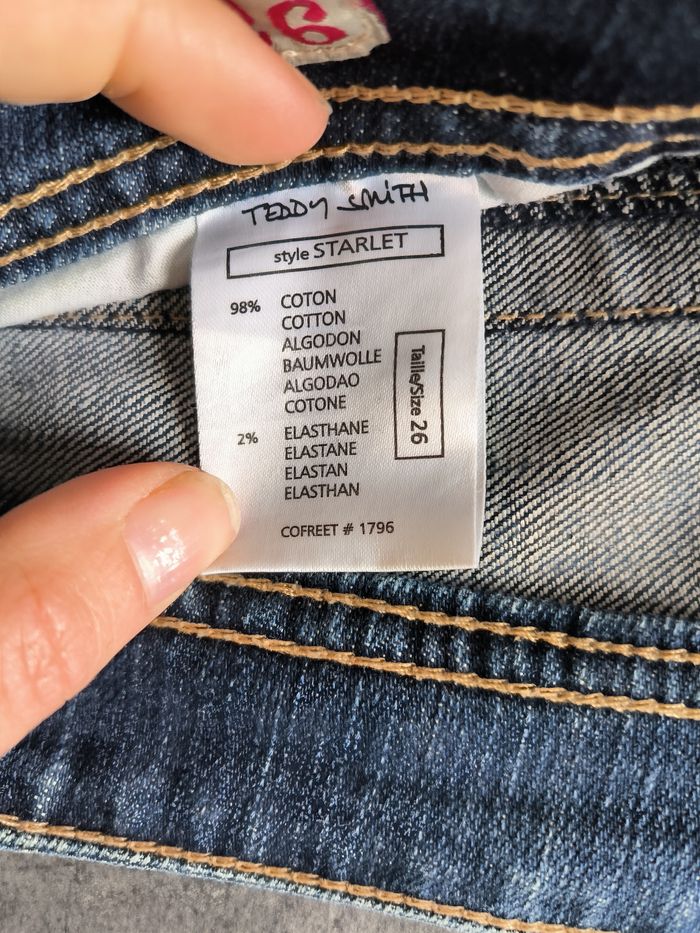 26
TEDDY SMITH
style STARLET
98% COTON
COTTON
ALGODON
BAUMWOLLE
ALGODAO
COTONE
2% ELASTHANE
ELASTANE
ELASTAN
ELASTHAN
Taille/Size 26
COFREET # 1796